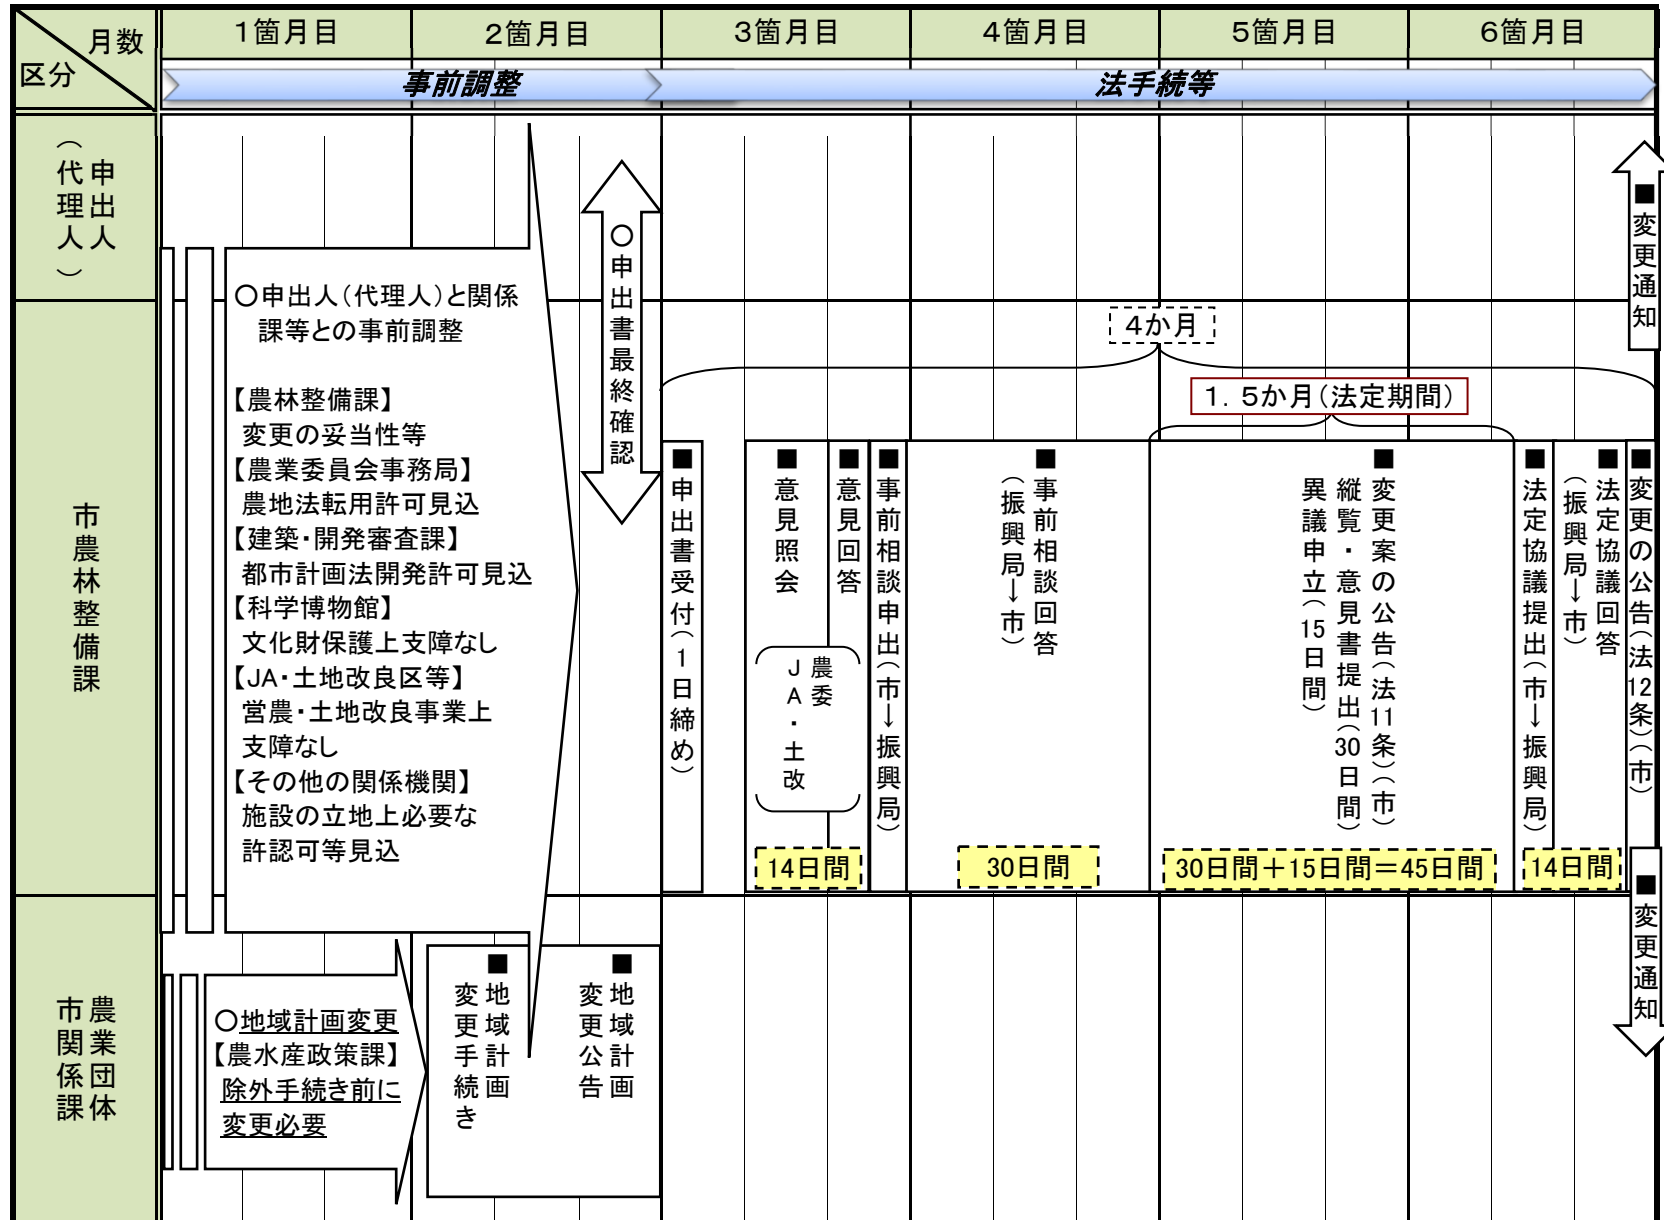 月数
区分
1箇月目
2箇月目
3箇月目
4箇月目
5箇月目
6箇月目
事前調整
法手続等
申出人
（代理人）
市農林整備課
農業団体
市関係課
〇申出人（代理人）と関係
課等との事前調整
【農林整備課】
変更の妥当性等
【農業委員会事務局】
農地法転用許可見込
【建築・開発審査課】
都市計画法開発許可見込
【科学博物館】
文化財保護上支障なし
【JA・土地改良区等】
営農・土地改良事業上
支障なし
【その他の関係機関】
施設の立地上必要な
許認可等見込
〇申出書最終確認
〇地域計画変更
【農水産政策課】
除外手続き前に
変更必要
■地域計画
変更手続き
■地域計画
変更公告
4か月
1．5か月（法定期間）
■申出書受付（1日締め）
■意見照会
■意見回答
農委
JA・土改
14日間
■事前相談申出（市→振興局）
■事前相談回答
（振興局→市）
30日間
■変更案の公告（法11条）（市）
縦覧・意見書提出（30日間）
異議申立（15日間）
30日間＋15日間＝45日間
■法定協議提出（市→振興局）
■法定協議回答
（振興局→市）
14日間
■変更の公告（法12条）（市）
■変更通知
■変更通知